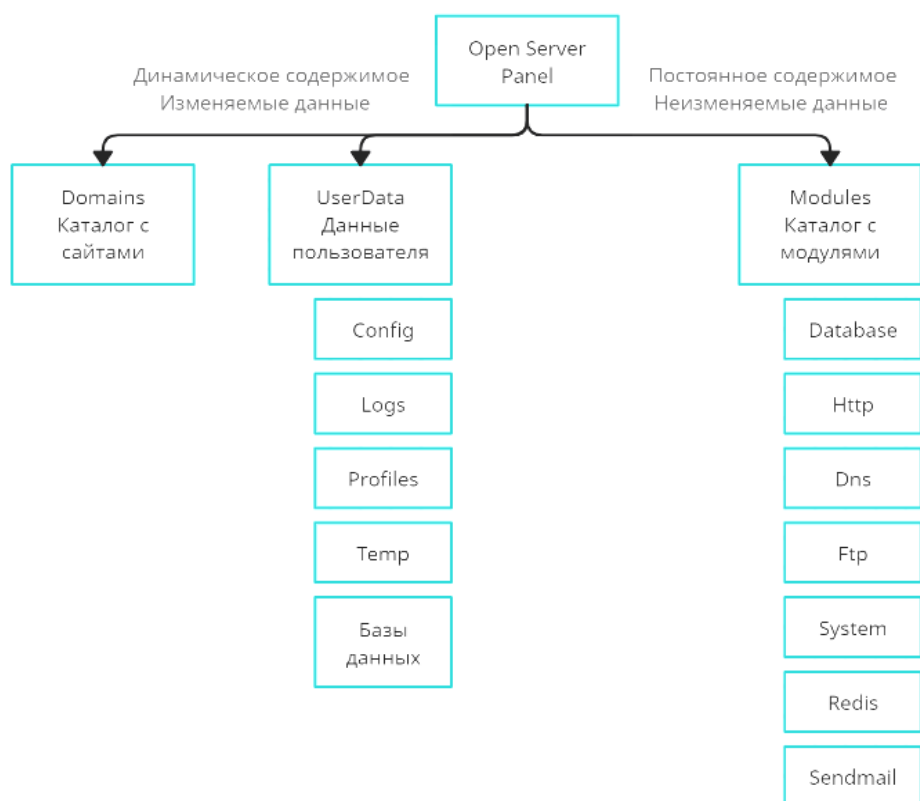 Open Server
Panel
Динамическое содержимое
Изменяемые данные
Постоянное содержимое
Неизменяемые данные
Domains
Каталог с
сайтами
UserData
Данные
пользователя
Config
Logs
Profiles
Temp
Базы
данных
Modules
Каталог с
модулями
Database
Http
Dns
Ftp
System
Redis
Sendmail